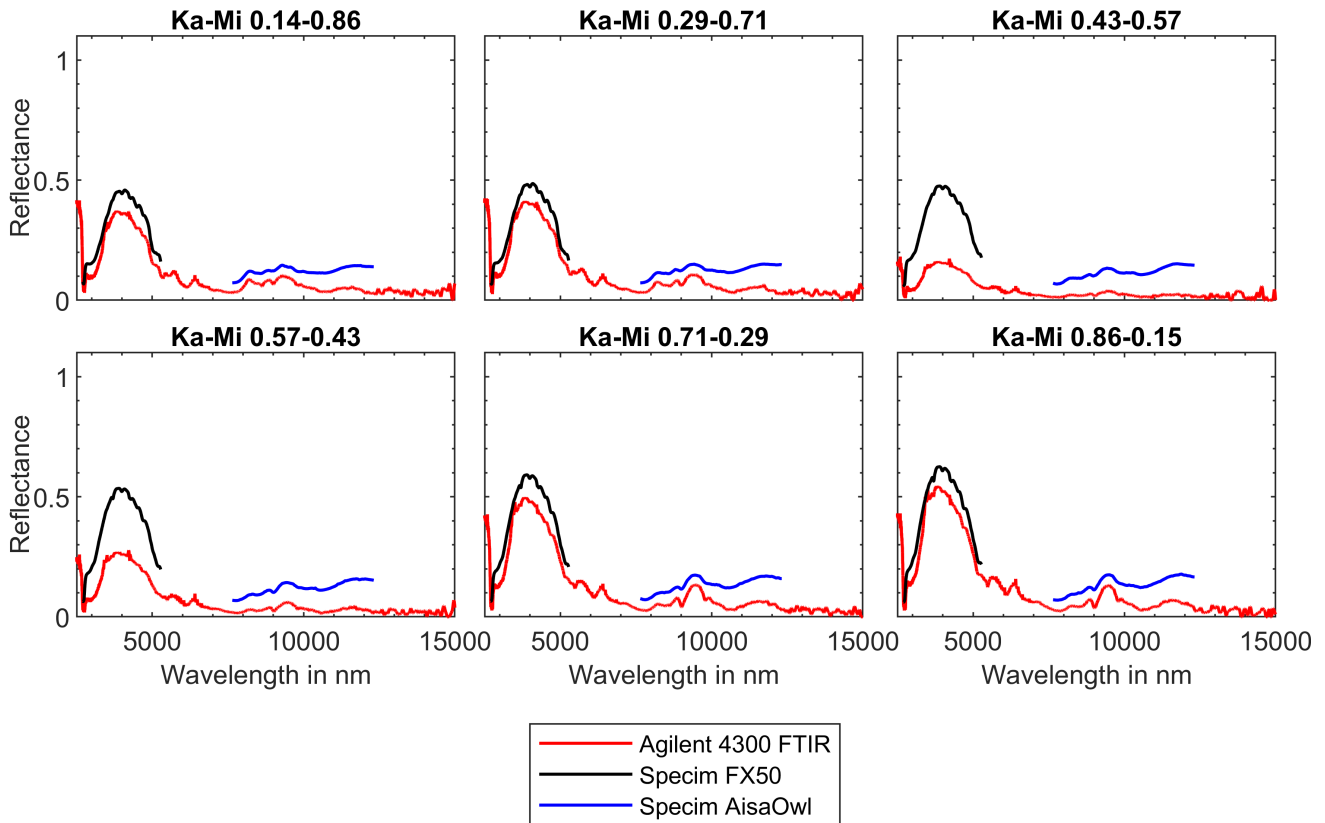 Ka-Mi 0.14-0.86 Ka-Mi 0.29-0.71 Ka-Mi 0.43-0.57
1
0.5
0
Reflectance
Ka-Mi 0.57-0.43 Ka-Mi 0.71-0.29 Ka-Mi 0.86-0.15
1
0.5
0
Reflectance
5000 10000 15000 5000 10000 15000 5000 10000 15000
Wavelength in nm Wavelength in nm Wavelength in nm
Agilent 4300 FTIR
Specim FX50
Specim AisaOwl